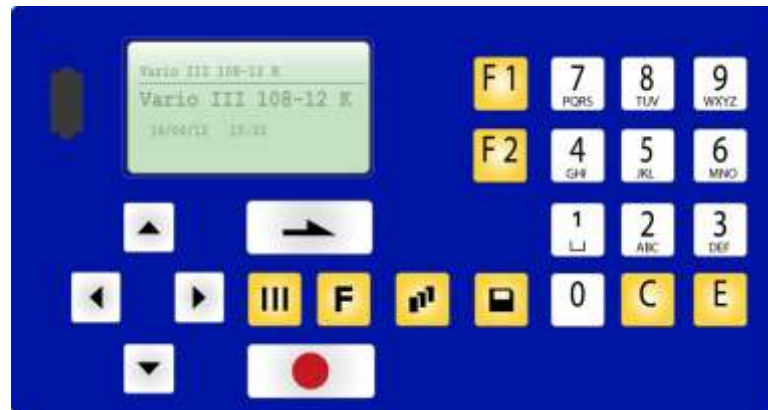 Vario III 108-12 K
Vario III 108-12 K
F1 7 8 9
PQRS TUV WXYZ
F2 4 5 6
GHI JKL MNO
1 2 3
ABC DEF
F 0 C E